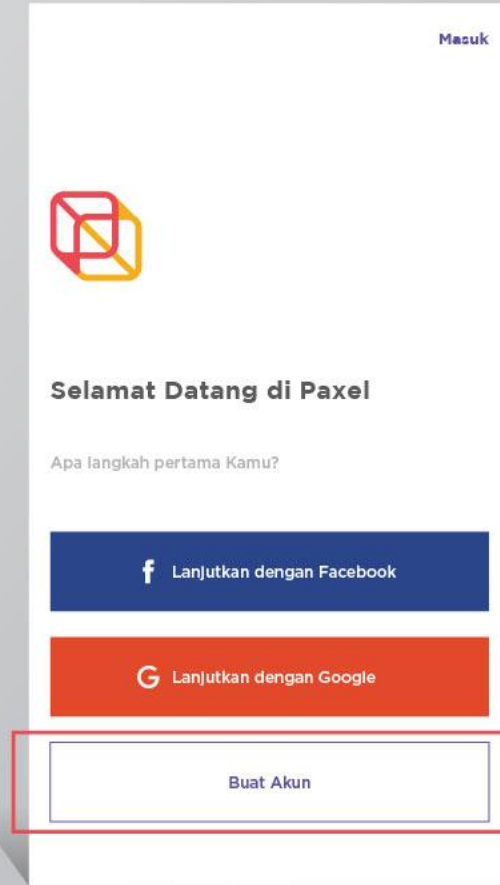 Masuk
Selamat Datang di Paxel
Apa langkah pertama Kamu?
f Lanjutkan dengan Facebook
G Lanjutkan dengan Google
Buat Akun